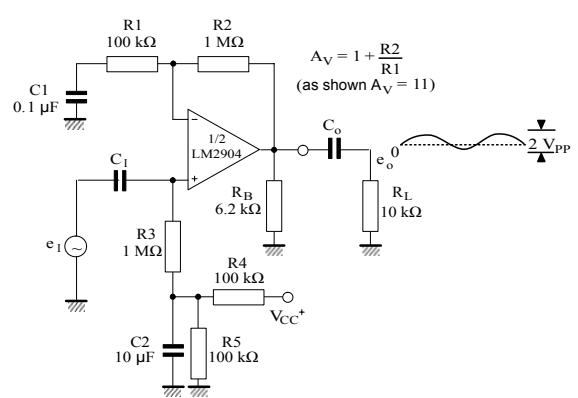 R1
100 kΩ
R2
1 MΩ
A_V = 1 + R2/R1
(as shown A_V = 11)
C1
0.1 µF
1/2
LM2904
-
+
C_I
C_o
e_o
0
2 V_PP
R_B
6.2 kΩ
R_L
10 kΩ
R3
1 MΩ
e_I
~
R4
100 kΩ
V_CC+
C2
10 µF
R5
100 kΩ